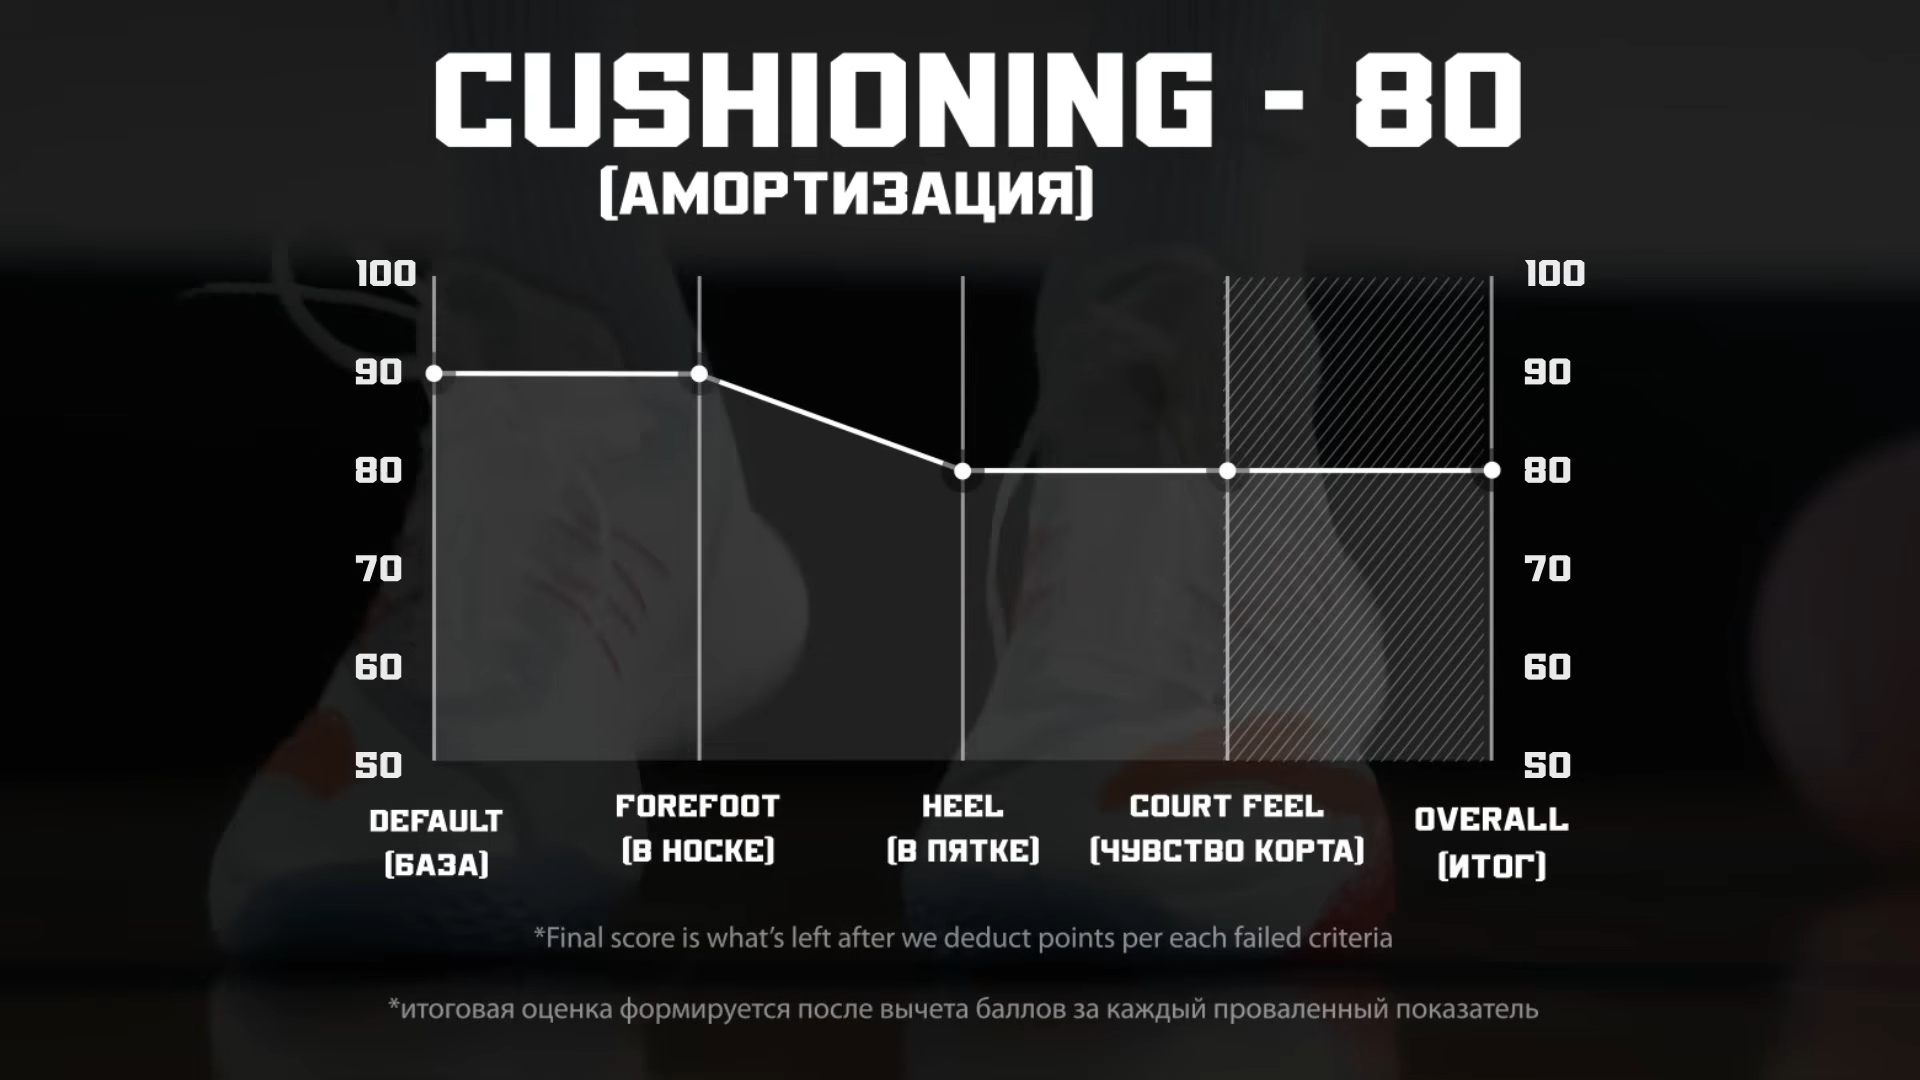 CUSHIONING - 80
(АМОРТИЗАЦИЯ)
100 100
90 90
80 80
70 70
60 60
50 50
DEFAULT
(БАЗА)
FOREFOOT
(В НОСКЕ)
HEEL
(В ПЯТКЕ)
COURT FEEL
(ЧУВСТВО КОРТА)
OVERALL
(ИТОГ)
*Final score is what’s left after we deduct points per each failed criteria
*итоговая оценка формируется после вычета баллов за каждый проваленный показатель